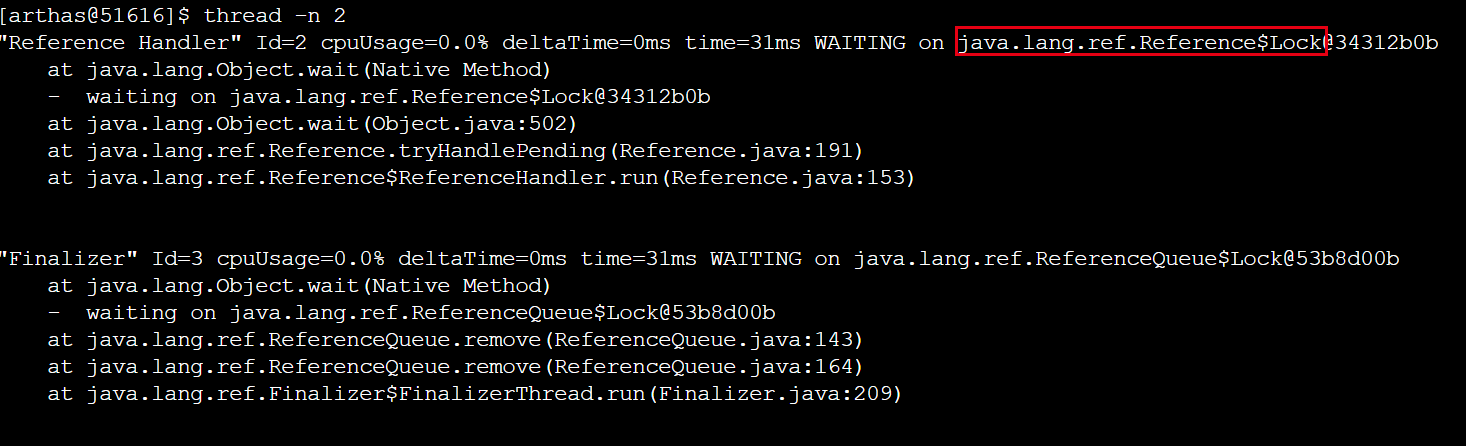 [arthas@51616]$ thread -n 2
"Reference Handler" Id=2 cpuUsage=0.0% deltaTime=0ms time=31ms WAITING on java.lang.ref.Reference$Lock@34312b0b
at java.lang.Object.wait(Native Method)
- waiting on java.lang.ref.Reference$Lock@34312b0b
at java.lang.Object.wait(Object.java:502)
at java.lang.ref.Reference.tryHandlePending(Reference.java:191)
at java.lang.ref.Reference$ReferenceHandler.run(Reference.java:153)
"Finalizer" Id=3 cpuUsage=0.0% deltaTime=0ms time=31ms WAITING on java.lang.ref.ReferenceQueue$Lock@53b8d00b
at java.lang.Object.wait(Native Method)
- waiting on java.lang.ref.ReferenceQueue$Lock@53b8d00b
at java.lang.ref.ReferenceQueue.remove(ReferenceQueue.java:143)
at java.lang.ref.ReferenceQueue.remove(ReferenceQueue.java:164)
at java.lang.ref.Finalizer$FinalizerThread.run(Finalizer.java:209)